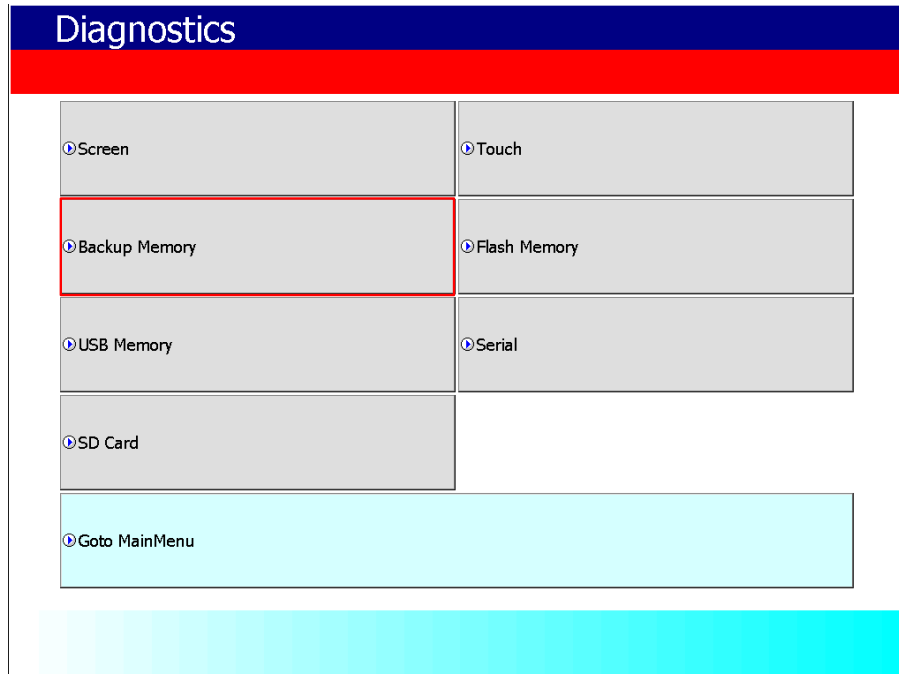 Diagnostics
Screen
Touch
Backup Memory
Flash Memory
USB Memory
Serial
SD Card
Goto MainMenu